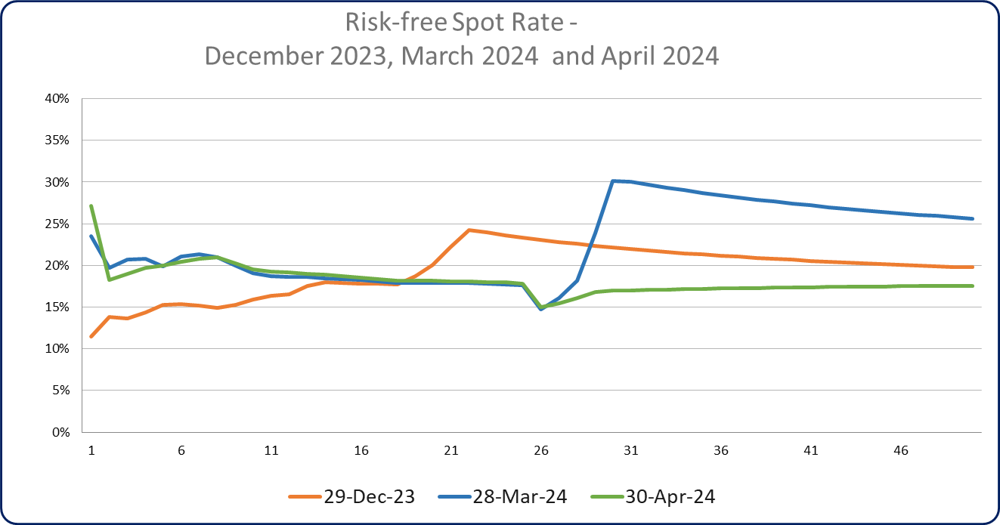 Risk-free Spot Rate -
December 2023, March 2024 and April 2024
40%
35%
30%
25%
20%
15%
10%
5%
0%
1 6 11 16 21 26 31 36 41 46
29-Dec-23 28-Mar-24 30-Apr-24